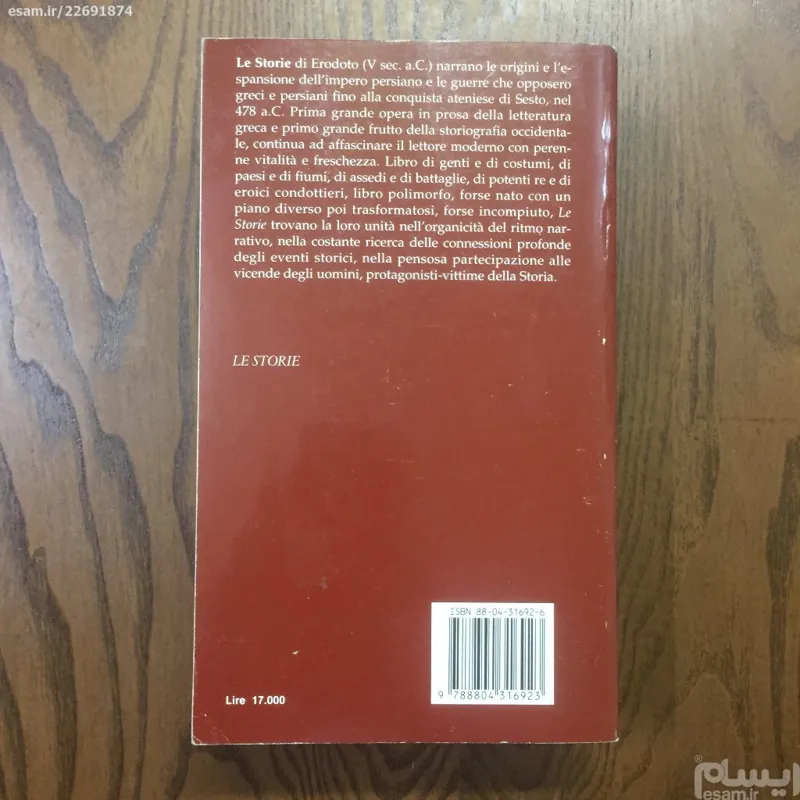 esam.ir/22691874
Le Storie di Erodoto (V sec. a.C.) narrano le origini e l'e-
spansione dell'impero persiano e le guerre che opposero
greci e persiani fino alla conquista ateniese di Sesto, nel
478 a.C. Prima grande opera in prosa della letteratura
greca e primo grande frutto della storiografia occidenta-
le, continua ad affascinare il lettore moderno con peren-
ne vitalità e freschezza. Libro di genti e di costumi, di
paesi e di fiumi, di assedi e di battaglie, di potenti re e di
eroici condottieri, libro polimorfo, forse nato con un
piano diverso poi trasformatosi, forse incompiuto, Le
Storie trovano la loro unità nell'organicità del ritmo nar-
rativo, nella costante ricerca delle connessioni profonde
degli eventi storici, nella pensosa partecipazione alle
vicende degli uomini, protagonisti-vittime della Storia.
LE STORIE
ISBN 88-04-31692-6
9 788804 316923
Lire 17.000
ایسام®
esam.ir